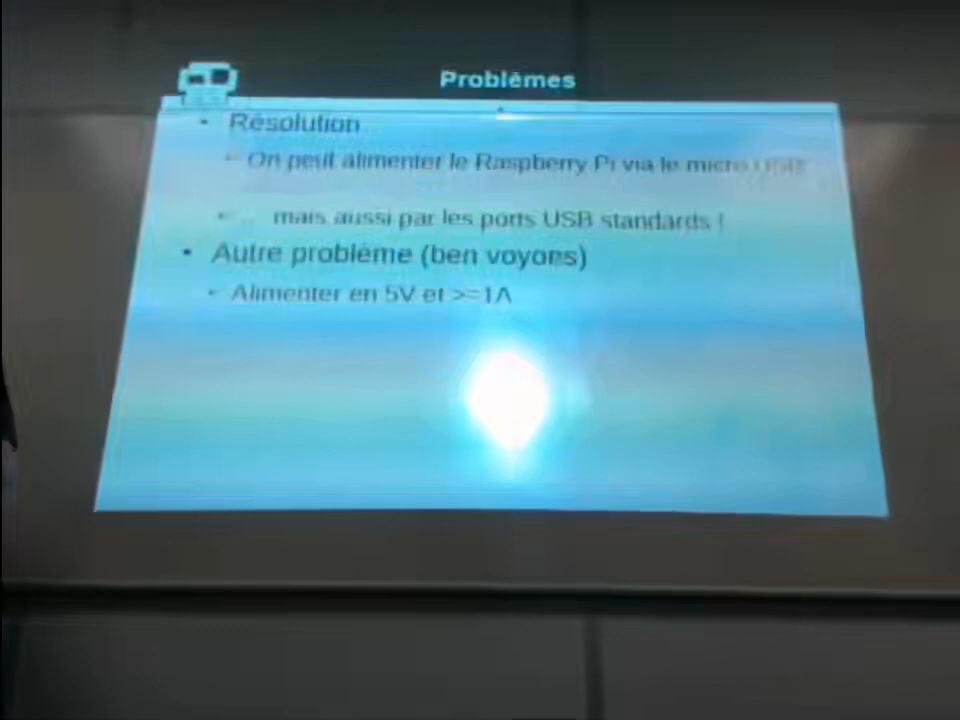 Problèmes
• Résolution
– On peut alimenter le Raspberry Pi via le micro USB
– mais aussi par les ports USB standards !
• Autre problème (ben voyons)
– Alimenter en 5V et >=1A